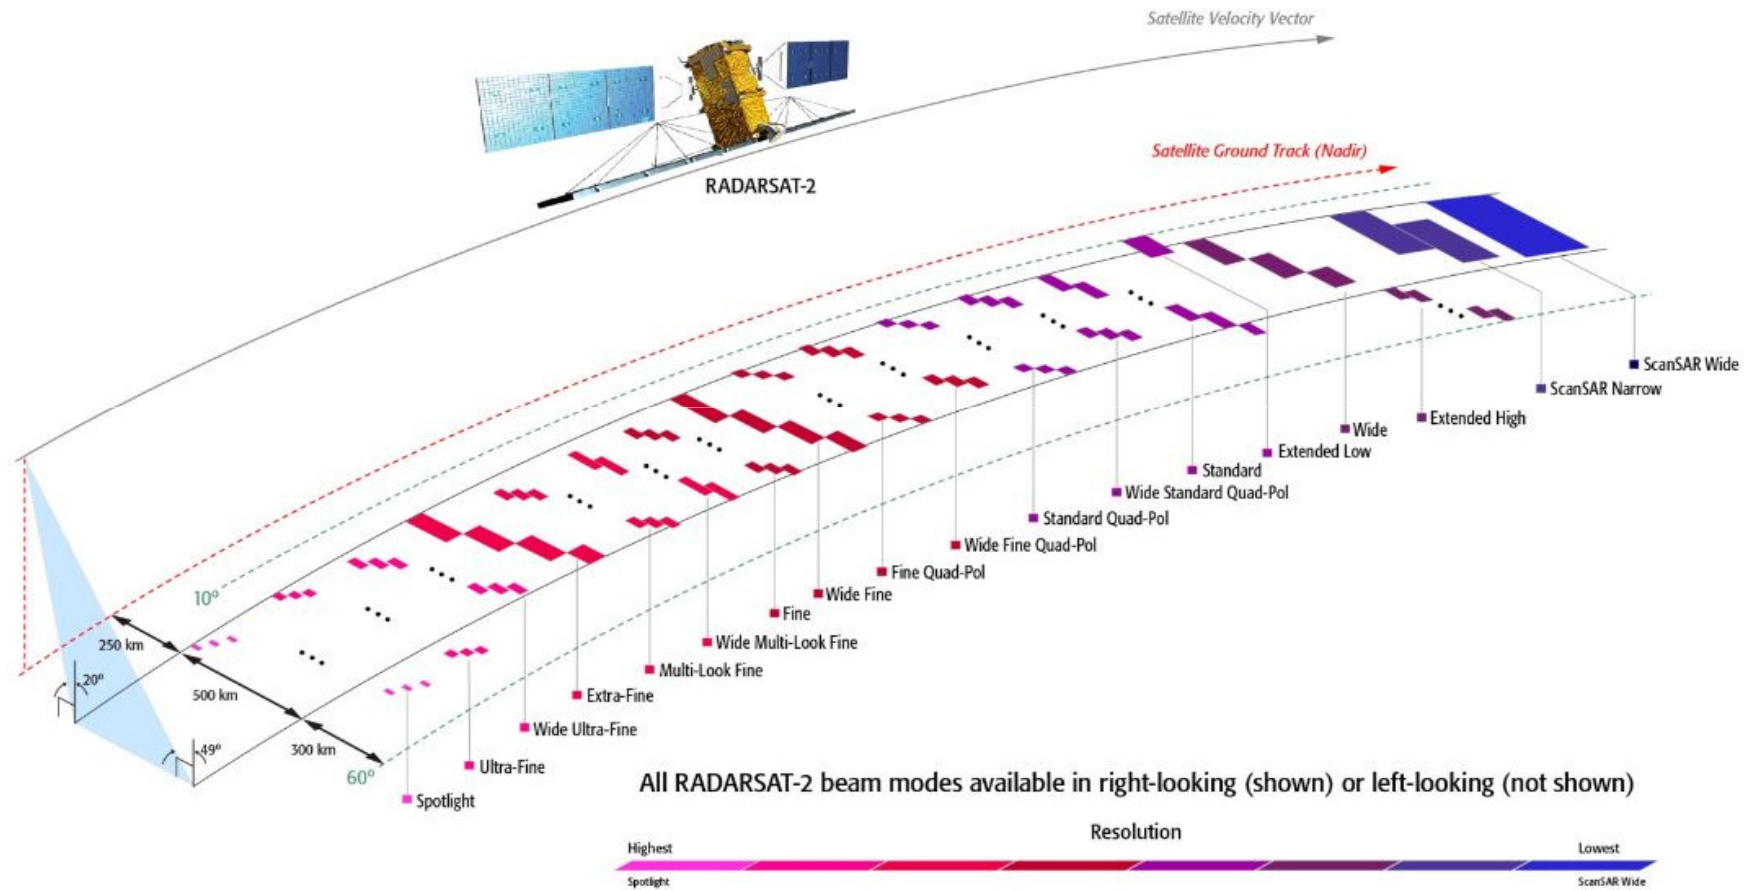 Satellite Velocity Vector
Satellite Ground Track (Nadir)
RADARSAT-2
10º
250 km
20º
500 km
49º
300 km
60º
ScanSAR Wide
ScanSAR Narrow
Extended High
Wide
Extended Low
Standard
Wide Standard Quad-Pol
Standard Quad-Pol
Wide Fine Quad-Pol
Fine Quad-Pol
Wide Fine
Fine
Wide Multi-Look Fine
Multi-Look Fine
Extra-Fine
Wide Ultra-Fine
Ultra-Fine
Spotlight
All RADARSAT-2 beam modes available in right-looking (shown) or left-looking (not shown)
Resolution
Highest
Lowest
Spotlight
ScanSAR Wide